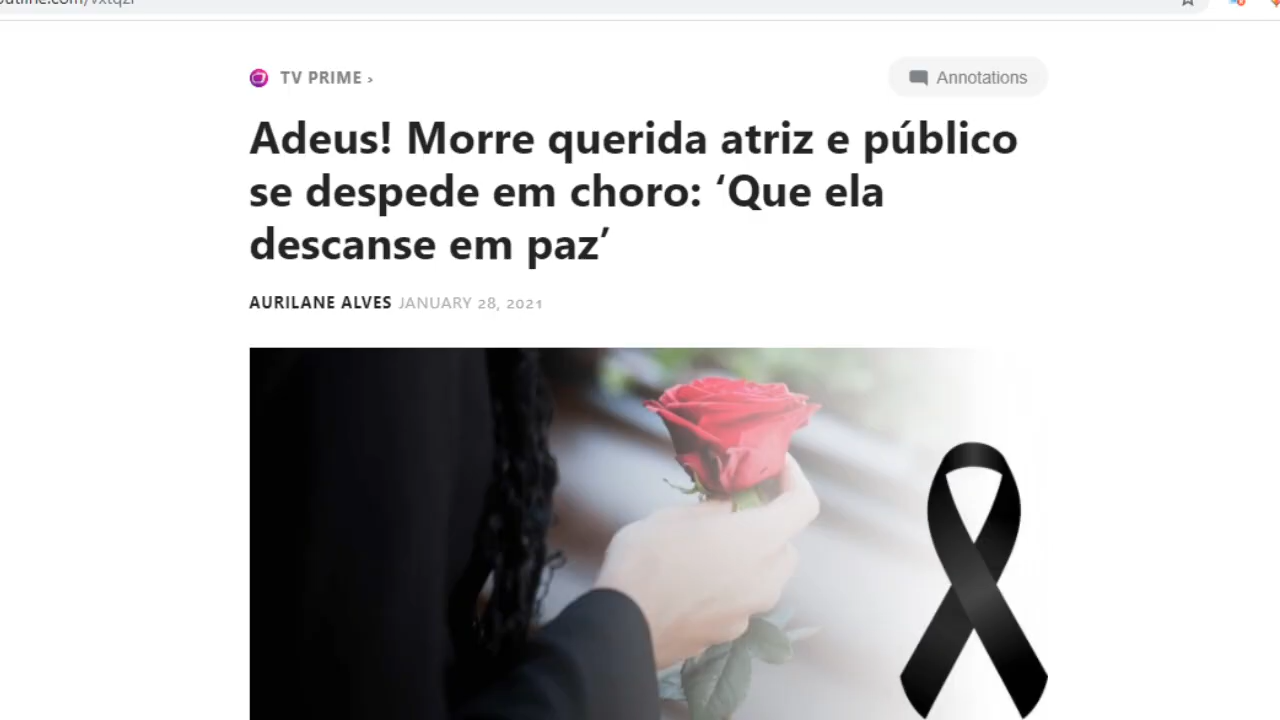 TV PRIME ›
Annotations
Adeus! Morre querida atriz e público
se despede em choro: ‘Que ela
descanse em paz’
AURILANE ALVES JANUARY 28, 2021